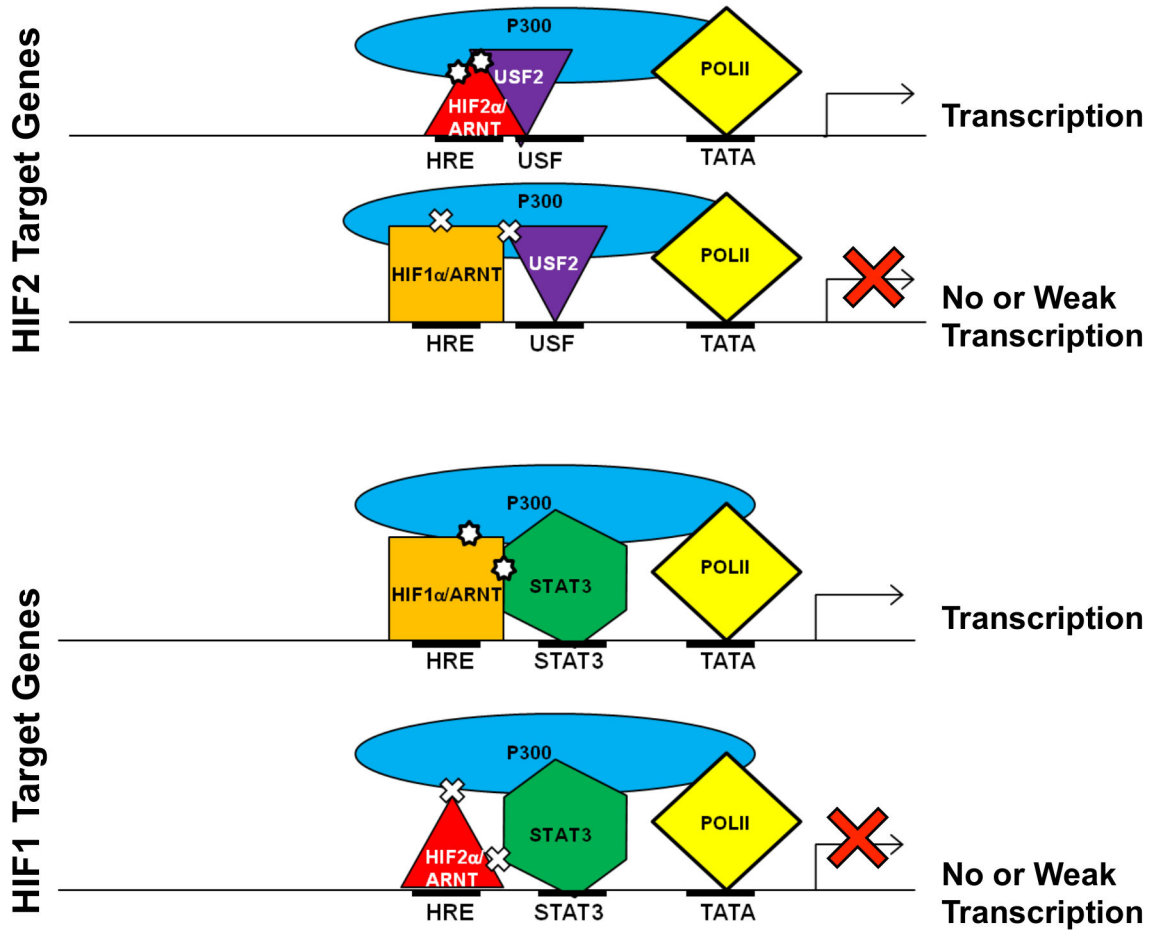 HIF2 Target Genes
P300
USF2
POLII
HIF2α/
ARNT
Transcription
HRE
USF
TATA
P300
HIF1α/ARNT
USF2
POLII
No or Weak
Transcription
HRE
USF
TATA
HIF1 Target Genes
P300
HIF1α/ARNT
STAT3
POLII
Transcription
HRE
STAT3
TATA
P300
STAT3
POLII
HIF2α/
ARNT
No or Weak
Transcription
HRE
STAT3
TATA